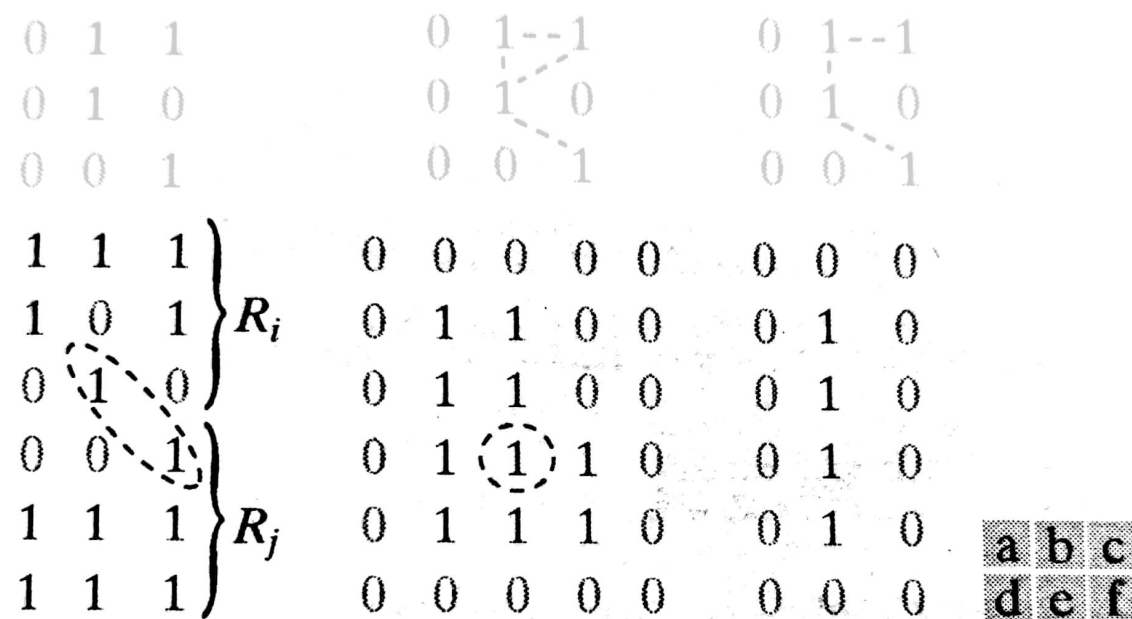 0 1 1 0 1 1 0 1 1
0 1 0 0 1 0 0 1 0
0 0 1 0 0 1 0 0 1
1 1 1 0 0 0 0 0 0 0 0
1 0 1 Ri 0 1 1 0 0 0 1 0
0 1 0 0 1 1 0 0 0 1 0
0 0 1 0 1 1 1 0 0 1 0
1 1 1 Rj 0 1 1 1 0 0 1 0 a b c
1 1 1 0 0 0 0 0 0 0 0 d e f